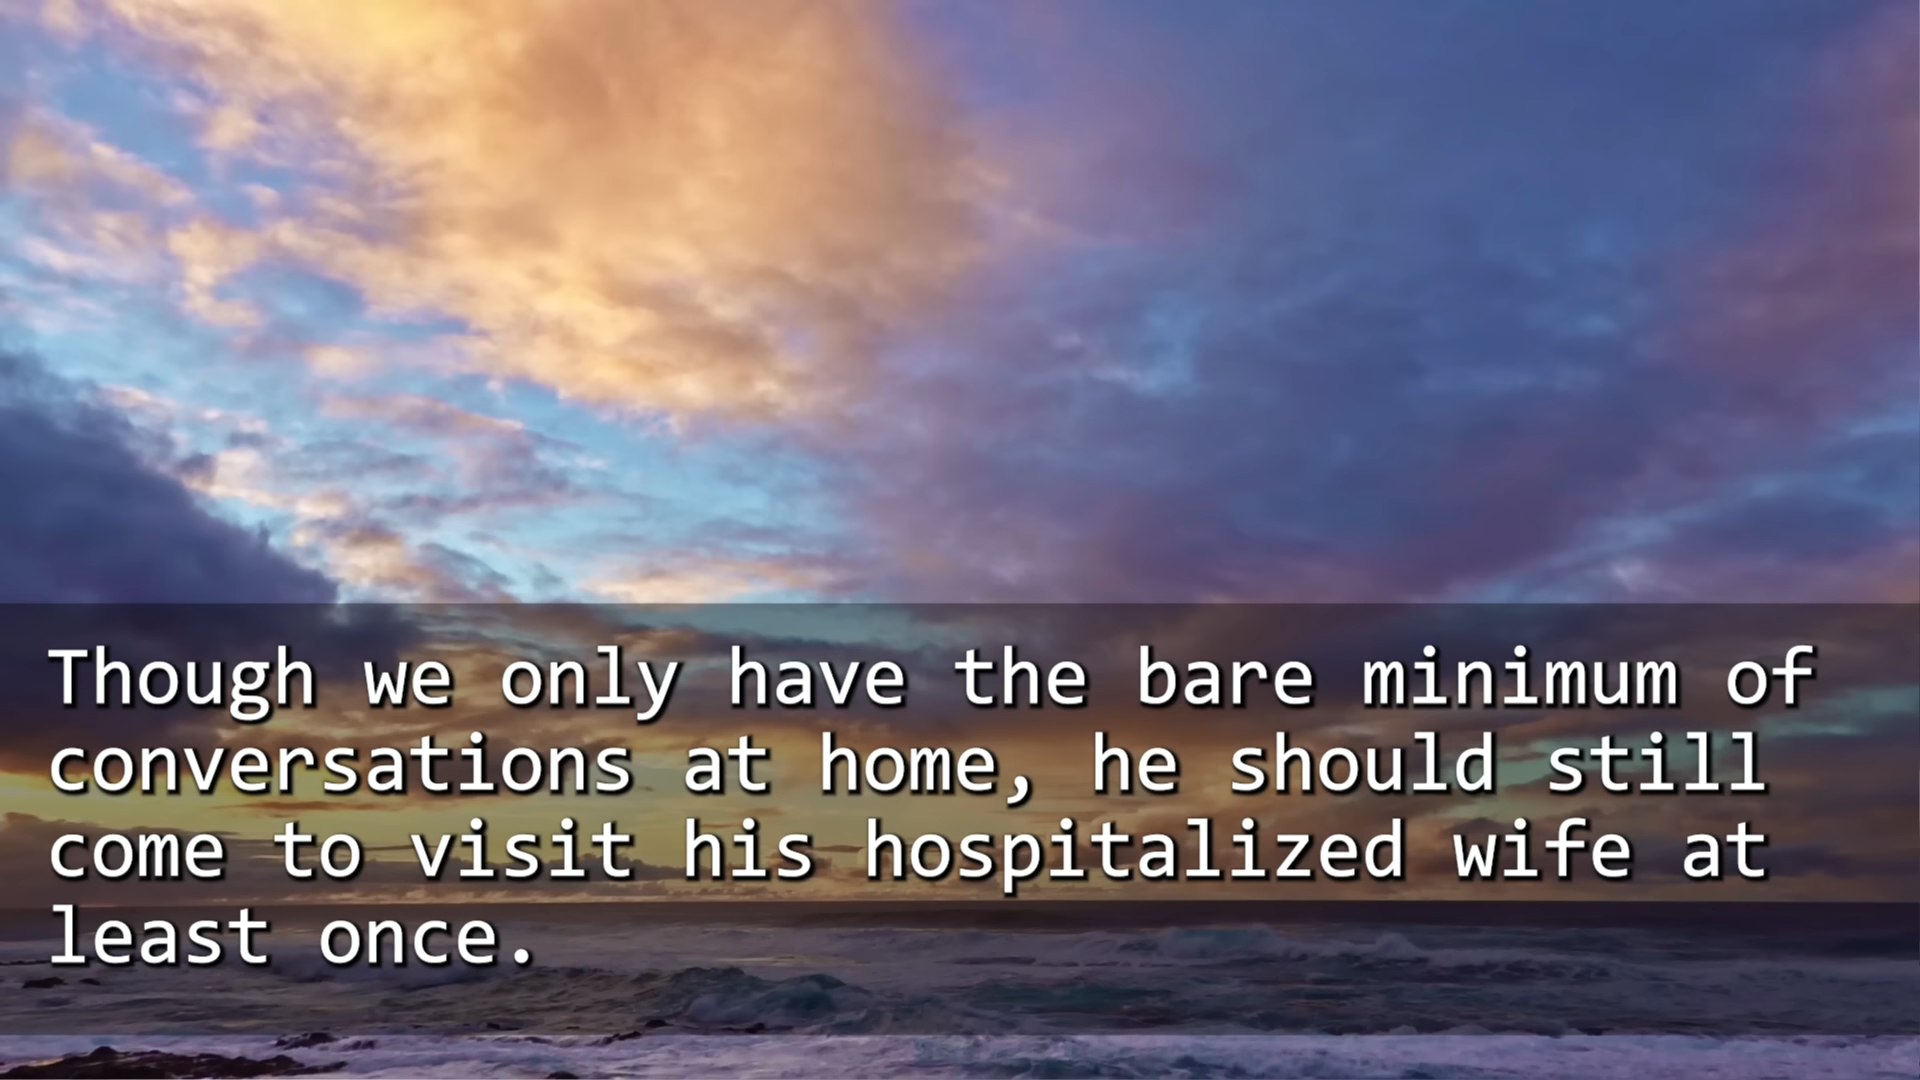 Though we only have the bare minimum of
conversations at home, he should still
come to visit his hospitalized wife at
least once.